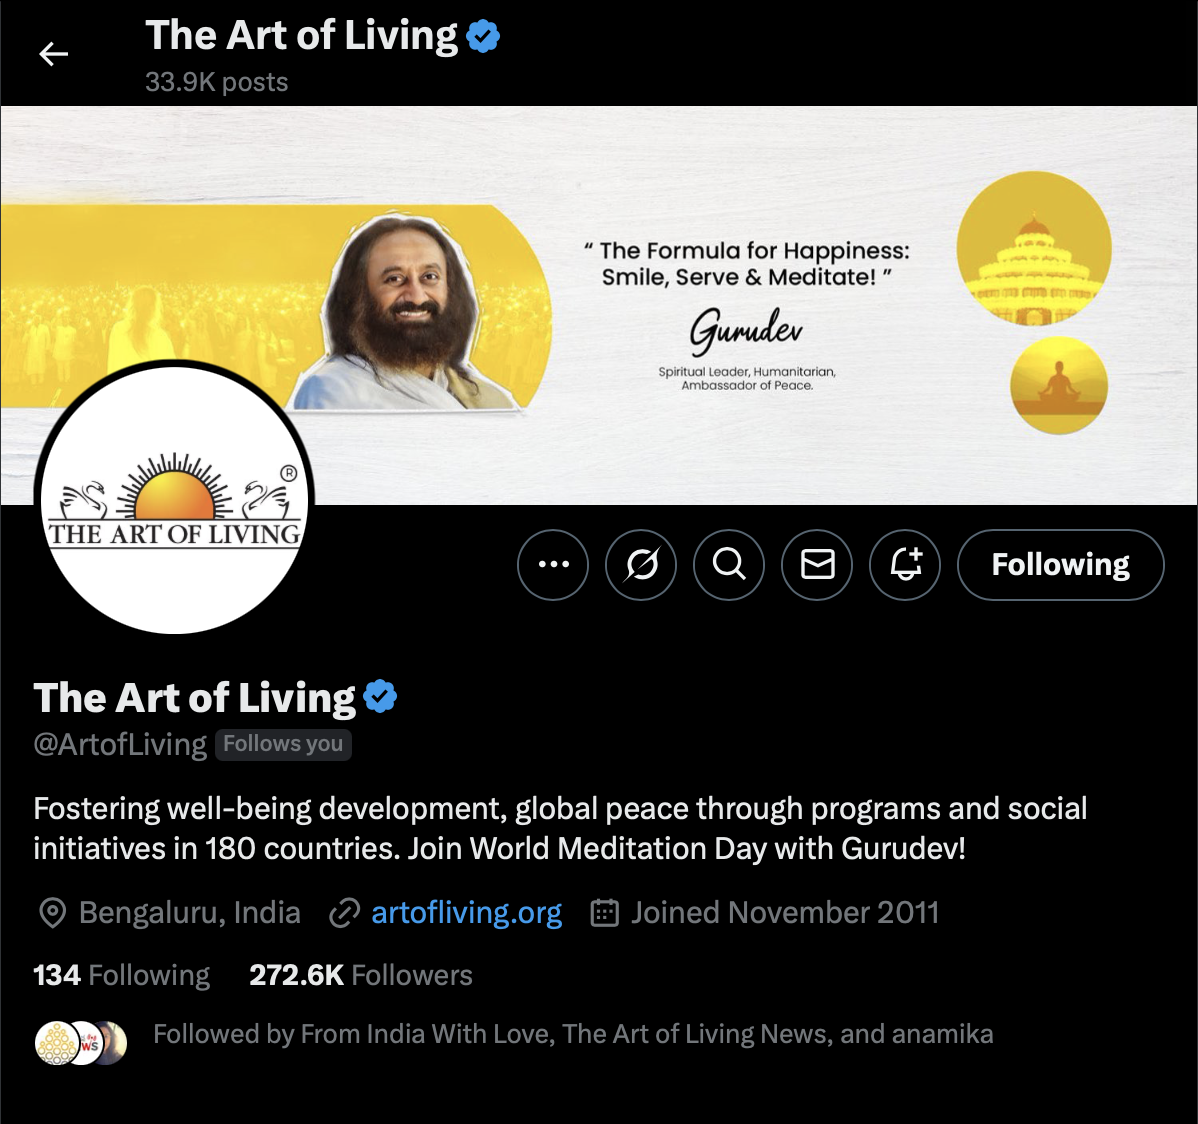 The Art of Living
33.9K posts
“ The Formula for Happiness:
Smile, Serve & Meditate! ”
Gurudev
Spiritual Leader, Humanitarian,
Ambassador of Peace.
®
THE ART OF LIVING
Following
The Art of Living
@ArtofLiving Follows you
Fostering well-being development, global peace through programs and social
initiatives in 180 countries. Join World Meditation Day with Gurudev!
Bengaluru, India artofliving.org Joined November 2011
134 Following 272.6K Followers
Followed by From India With Love, The Art of Living News, and anamika